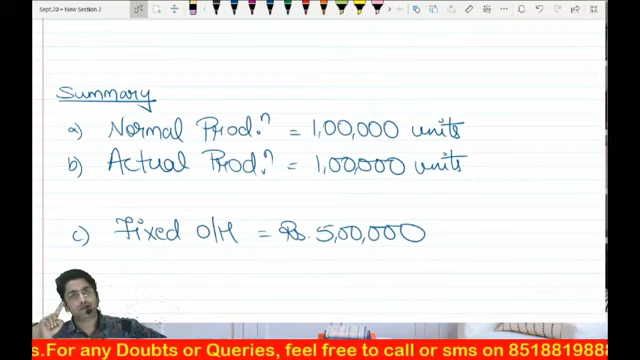 Sept.20 > New Section 2
Summary
a) Normal Prod.n = 1,00,000 units
b) Actual Prod.n = 1,00,000 units
c) Fixed O/H = Rs. 5,00,000
s.For any Doubts or Queries, feel free to call or sms on 8518819888